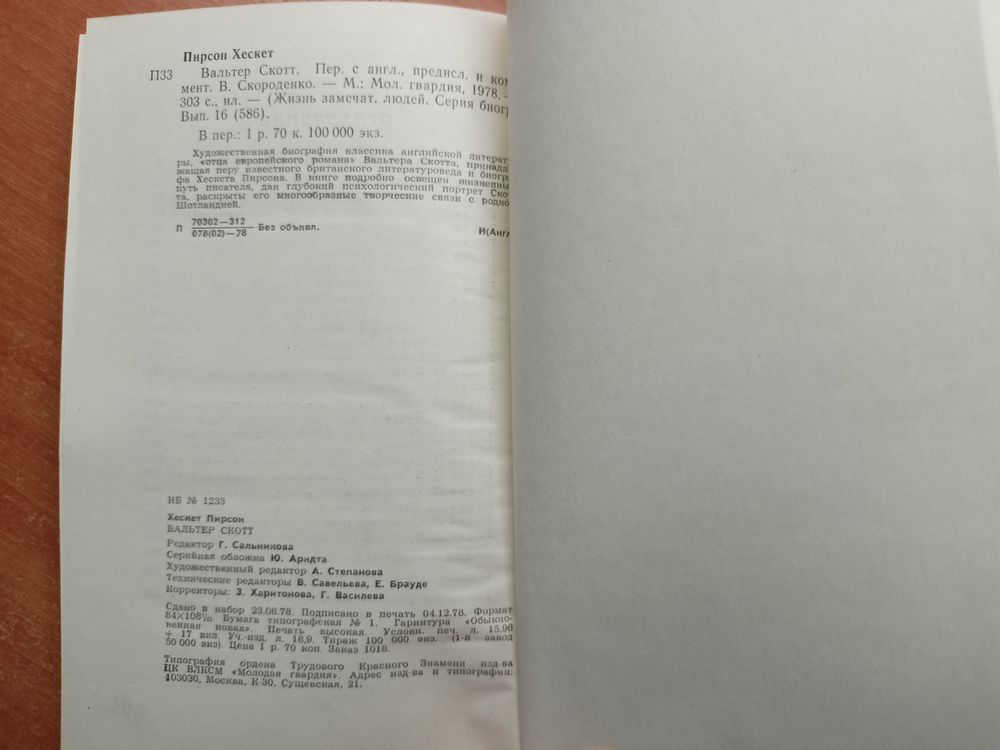 Пирсон Хескет
П33 Вальтер Скотт. Пер. с англ., предисл. и ком
мент. В. Скороденко. — М.: Мол. гвардия, 1978. —
303 с., ил. — (Жизнь замечат. людей. Серия биогр
Вып. 16 (586).
В пер.: 1 р. 70 к. 100 000 экз.
Художественная биография классика английской литерат
ры, «отца европейского романа» Вальтера Скотта, принадл
жащая перу известного британского литературоведа и биогра
фа Хескета Пирсона. В книге подробно освещен жизненны
путь писателя, дан глубокий психологический портрет Ско
та, раскрыты его многообразные творческие связи с родно
Шотландией.
П 70302—312
078(02)—78 Без объявл. И(Англ
ИБ № 1233
Хескет Пирсон
ВАЛЬТЕР СКОТТ
Редактор Г. Сальникова
Серийная обложка Ю. Арндта
Художественный редактор А. Степанова
Технические редакторы В. Савельева, Е. Брауде
Корректоры: З. Харитонова, Г. Василева
Сдано в набор 23.06.78. Подписано в печать 04.12.78. Формат
84×108¹/₃₂. Бумага типографская № 1. Гарнитура «Обыкно-
венная новая». Печать высокая. Условн. печ. л. 15,96
+ 17 вкл. Уч.-изд. л. 18,9. Тираж 100 000 экз. (1-й завод
50 000 экз). Цена 1 р. 70 коп. Заказ 1018.
Типография ордена Трудового Красного Знамени изд-ва
ЦК ВЛКСМ «Молодая гвардия». Адрес изд-ва и типографии:
103030, Москва, К-30, Сущевская, 21.